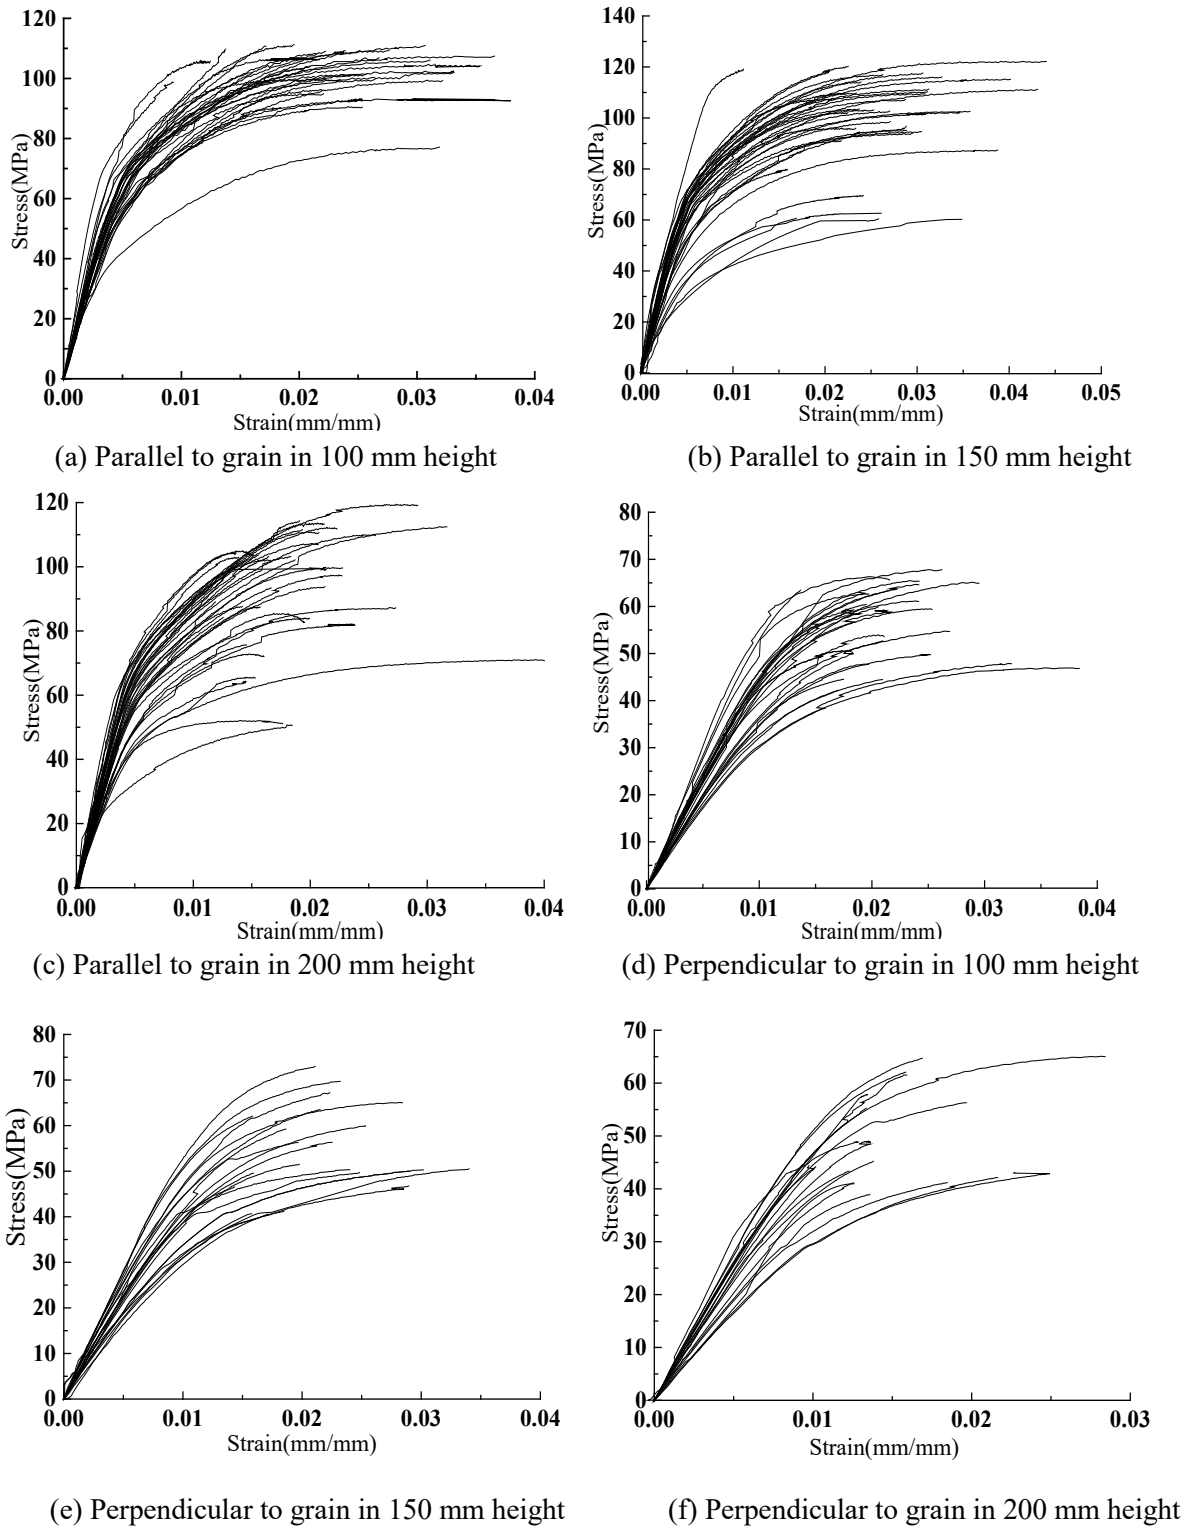 120
100
80
60
40
20
0
Stress(MPa)
0.00 0.01 0.02 0.03 0.04
Strain(mm/mm)
(a) Parallel to grain in 100 mm height
140
120
100
80
60
40
20
0
Stress(MPa)
0.00 0.01 0.02 0.03 0.04 0.05
Strain(mm/mm)
(b) Parallel to grain in 150 mm height
120
100
80
60
40
20
0
Stress(MPa)
0.00 0.01 0.02 0.03 0.04
Strain(mm/mm)
(c) Parallel to grain in 200 mm height
80
70
60
50
40
30
20
10
0
Stress(MPa)
0.00 0.01 0.02 0.03 0.04
Strain(mm/mm)
(d) Perpendicular to grain in 100 mm height
80
70
60
50
40
30
20
10
0
Stress(MPa)
0.00 0.01 0.02 0.03 0.04
Strain(mm/mm)
(e) Perpendicular to grain in 150 mm height
70
60
50
40
30
20
10
0
Stress(MPa)
0.00 0.01 0.02 0.03
Strain(mm/mm)
(f) Perpendicular to grain in 200 mm height